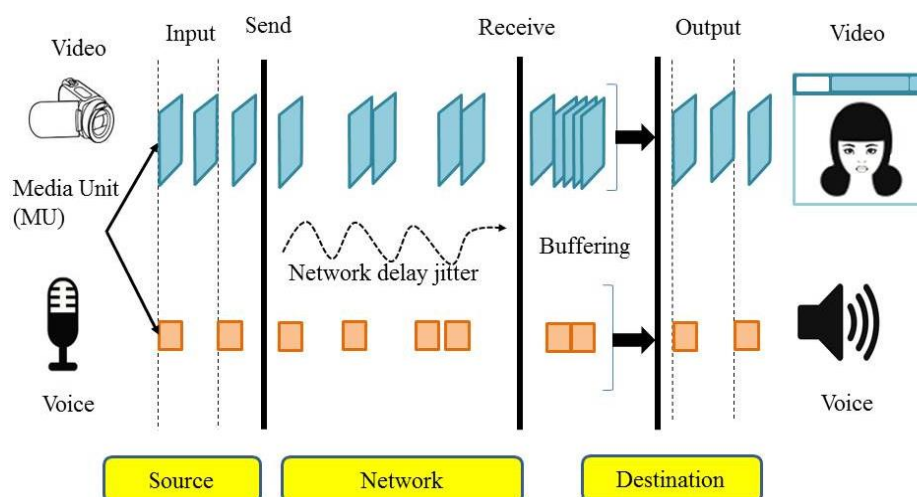 Input
Send
Receive
Output
Video
Video
Media Unit
(MU)
Network delay jitter
Buffering
Voice
Voice
Source
Network
Destination